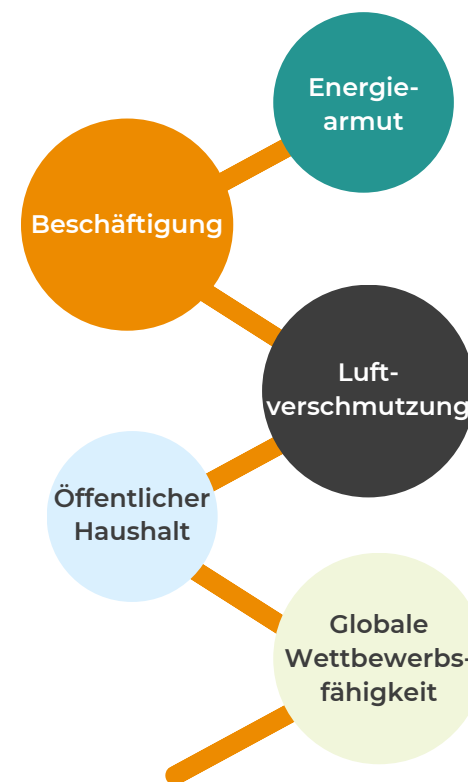 Energie-
armut
Beschäftigung
Luft-
verschmutzung
Öffentlicher
Haushalt
Globale
Wettbewerbs-
fähigkeit